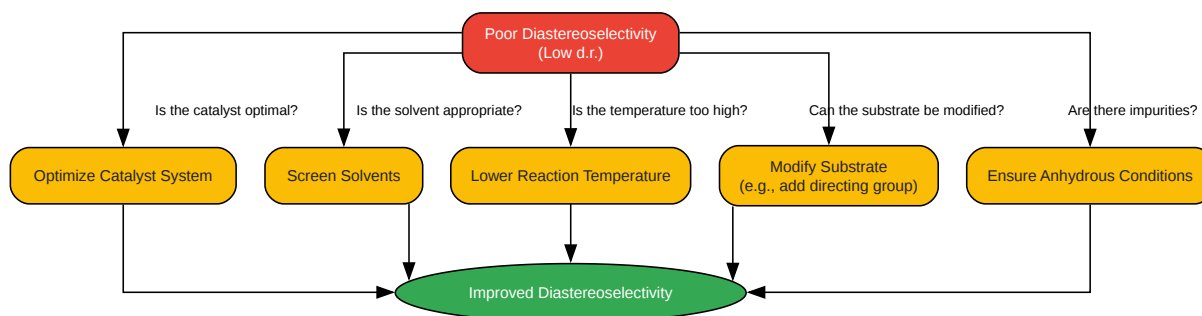 Poor Diastereoselectivity
(Low d.r.)
Is the catalyst optimal?
Is the solvent appropriate?
Is the temperature too high?
Can the substrate be modified?
Are there impurities?
Optimize Catalyst System
Screen Solvents
Lower Reaction Temperature
Modify Substrate
(e.g., add directing group)
Ensure Anhydrous Conditions
Improved Diastereoselectivity